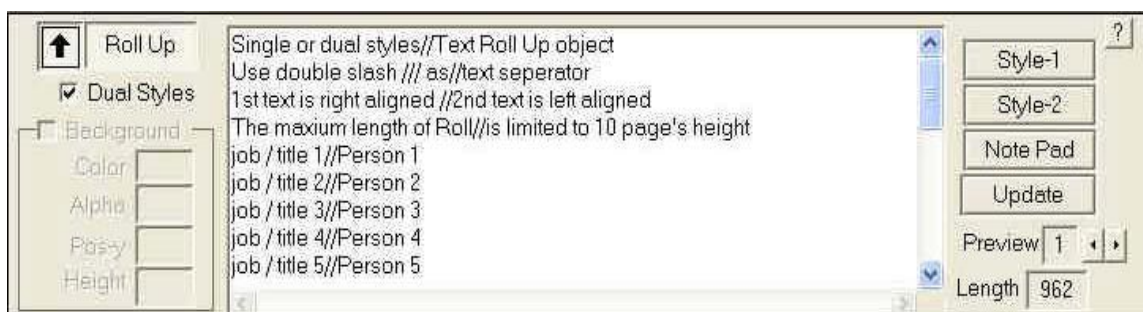 Roll Up
Dual Styles
Background
Color
Alpha
Pos-y
Height
Single or dual styles//Text Roll Up object
Use double slash /// as//text seperator
1st text is right aligned //2nd text is left aligned
The maxium length of Roll//is limited to 10 page's height
job / title 1//Person 1
job / title 2//Person 2
job / title 3//Person 3
job / title 4//Person 4
job / title 5//Person 5
?
Style-1
Style-2
Note Pad
Update
Preview 1
Length 962